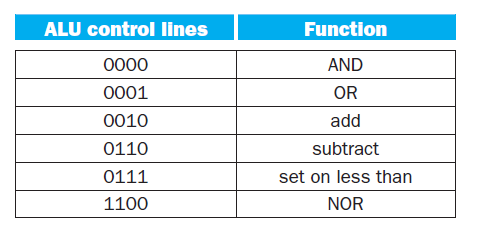 ALU control lines Function
0000 AND
0001 OR
0010 add
0110 subtract
0111 set on less than
1100 NOR